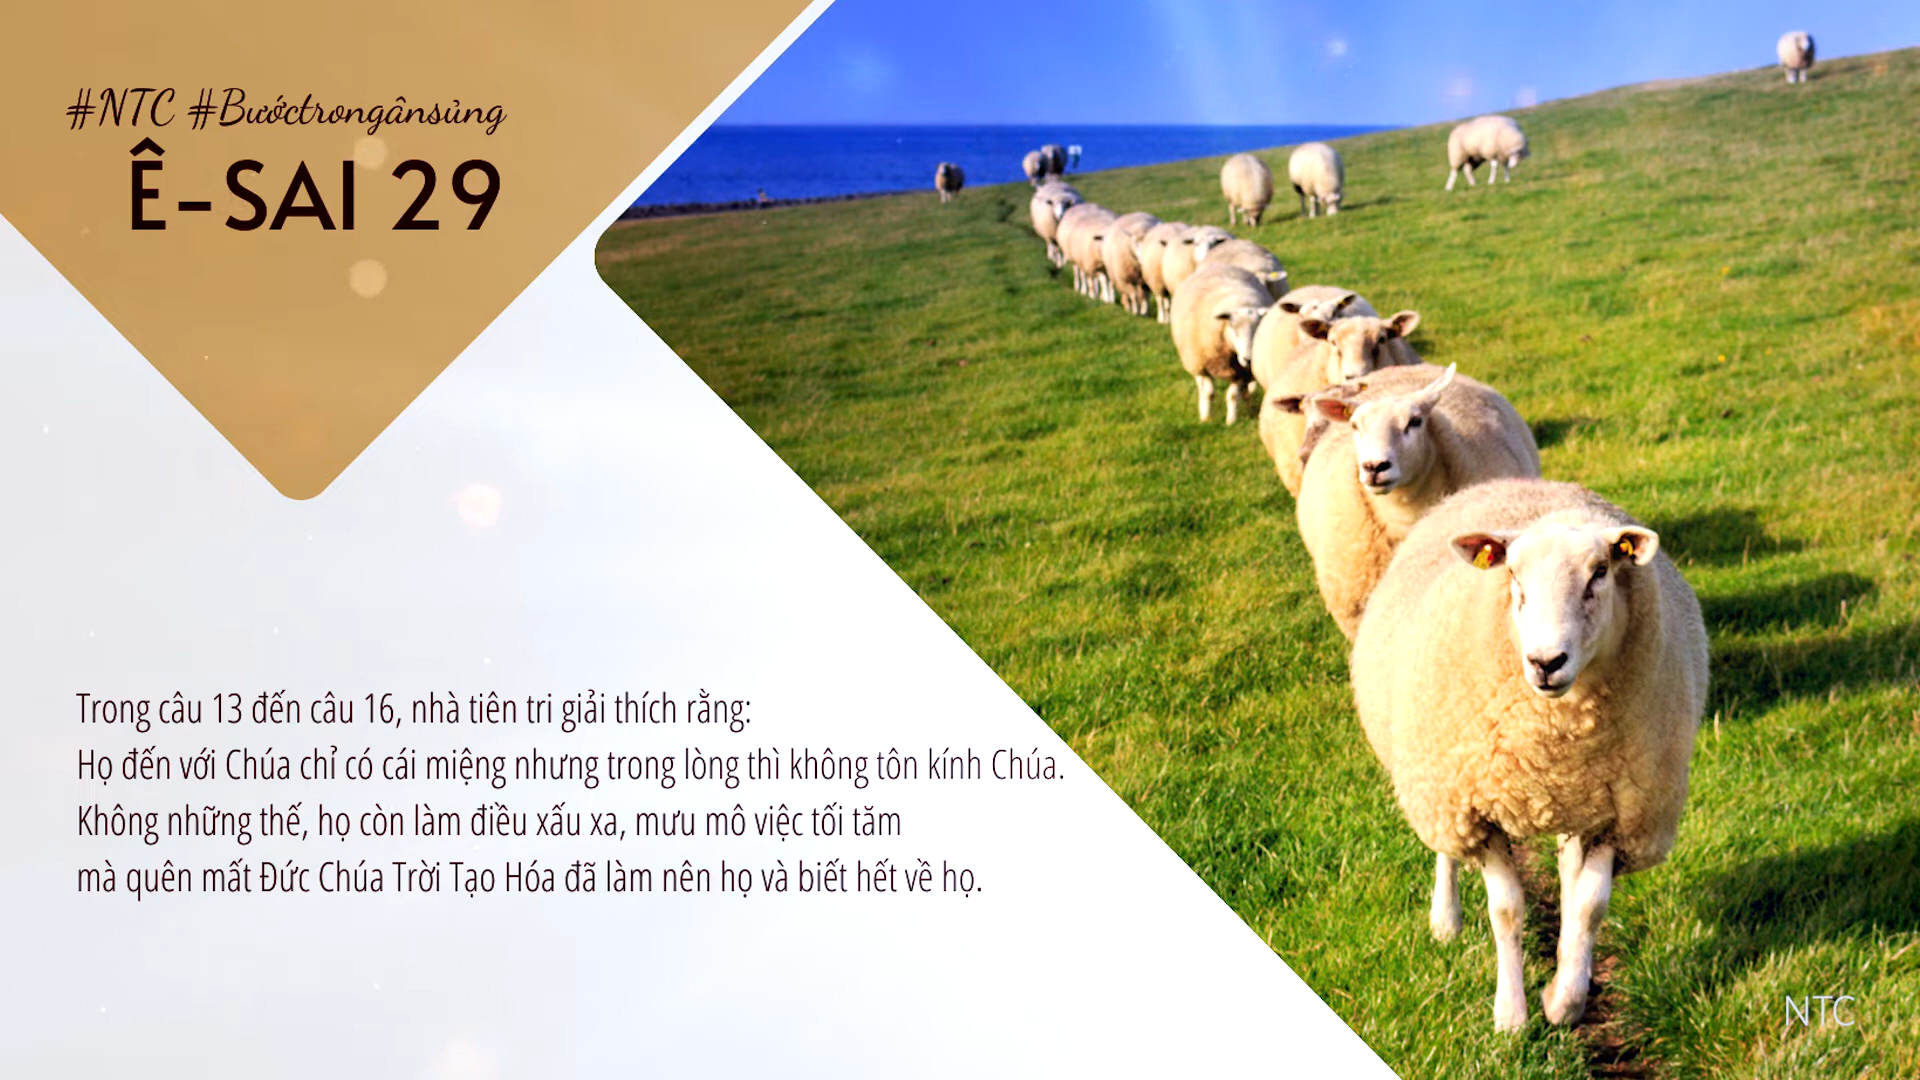 #NTC #Bướctrongânsủng
Ê-SAI 29
Trong câu 13 đến câu 16, nhà tiên tri giải thích rằng:
Họ đến với Chúa chỉ có cái miệng nhưng trong lòng thì không tôn kính Chúa.
Không những thế, họ còn làm điều xấu xa, mưu mô việc tối tăm
mà quên mất Đức Chúa Trời Tạo Hóa đã làm nên họ và biết hết về họ.
NTC